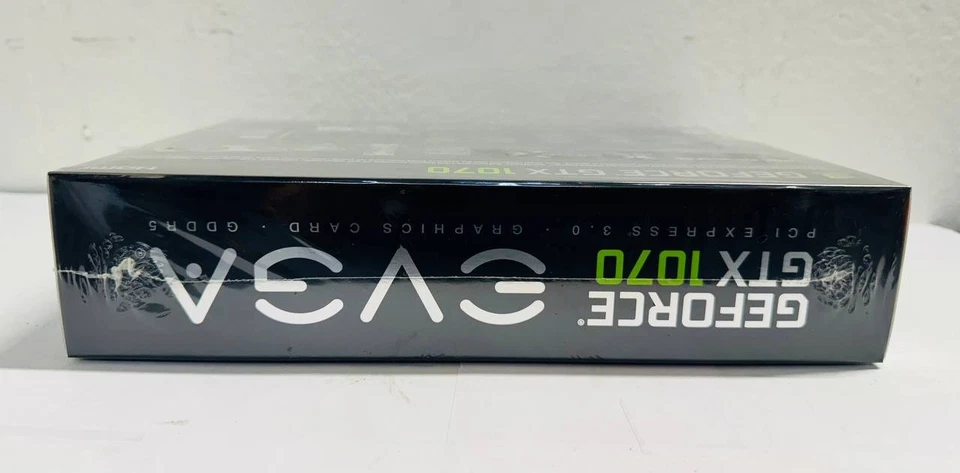 GEFORCE®
GTX 1070
EVGA
PCI EXPRESS 3.0 · GRAPHICS CARD · GDDR5
GEFORCE GTX 1070